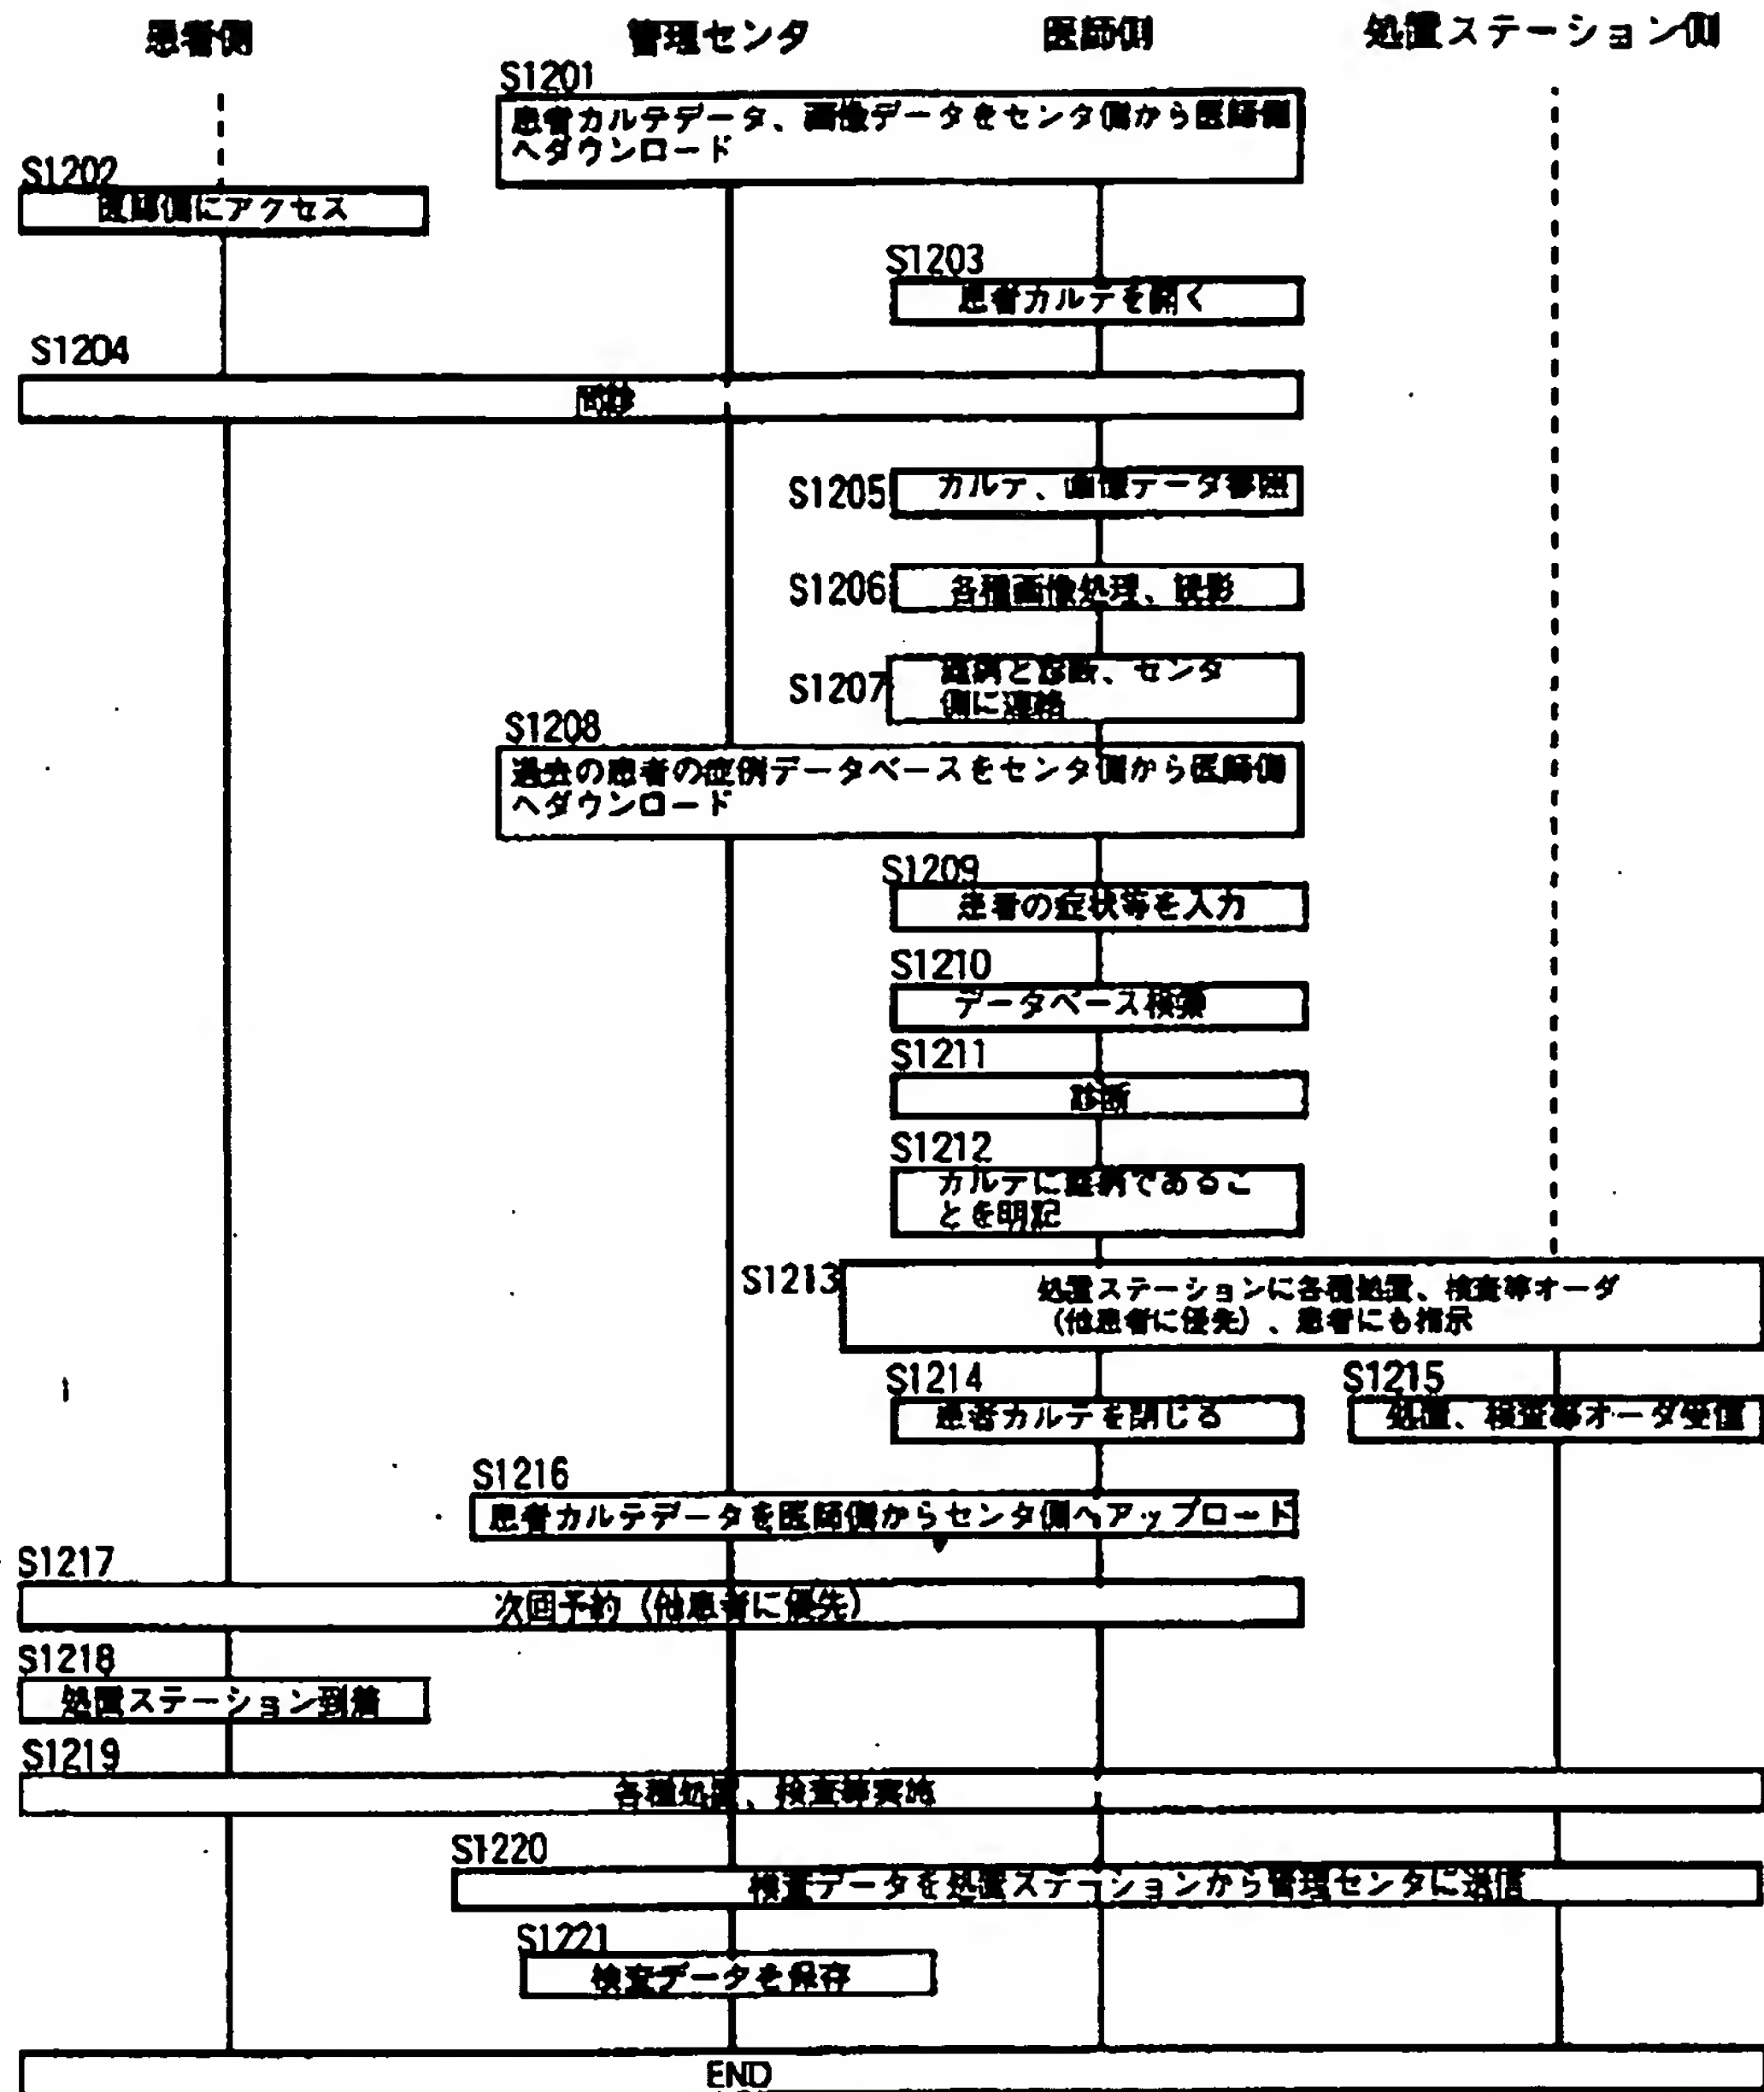 患者側 管理センタ 医師側 処置ステーション側
S1201
患者カルテデータ、画像データをセンタ側から医師側
へダウンロード
S1202
医師側にアクセス
S1203
患者カルテを開く
S1204
問診
S1205 カルテ、画像データ参照
S1206 各種画像処理、読影
S1207 難病と診断、センタ
側に連絡
S1208
過去の患者の症例データベースをセンタ側から医師側
へダウンロード
S1209
患者の症状等を入力
S1210
データベース検索
S1211
診断
S1212
カルテに難病であるこ
とを明記
S1213 処置ステーションに各種処置、検査等オーダ
(他患者に優先)、患者にも指示
S1214 S1215
患者カルテを閉じる 処置、検査等オーダ受信
S1216
患者カルテデータを医師側からセンタ側へアップロード
S1217
次回予約(他患者に優先)
S1218
処置ステーション到着
S1219
各種処置、検査等実施
S1220
検査データを処置ステーションから管理センタに送信
S1221
検査データを保存
END